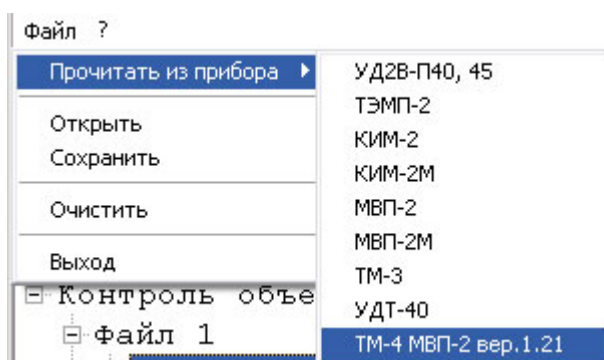 Файл ?
Прочитать из прибора
Открыть
Сохранить
Очистить
Выход
УД2В-П40, 45
ТЭМП-2
КИМ-2
КИМ-2М
МВП-2
МВП-2М
ТМ-3
УДТ-40
ТМ-4 МВП-2 вер.1.21
Контроль объе
Файл 1